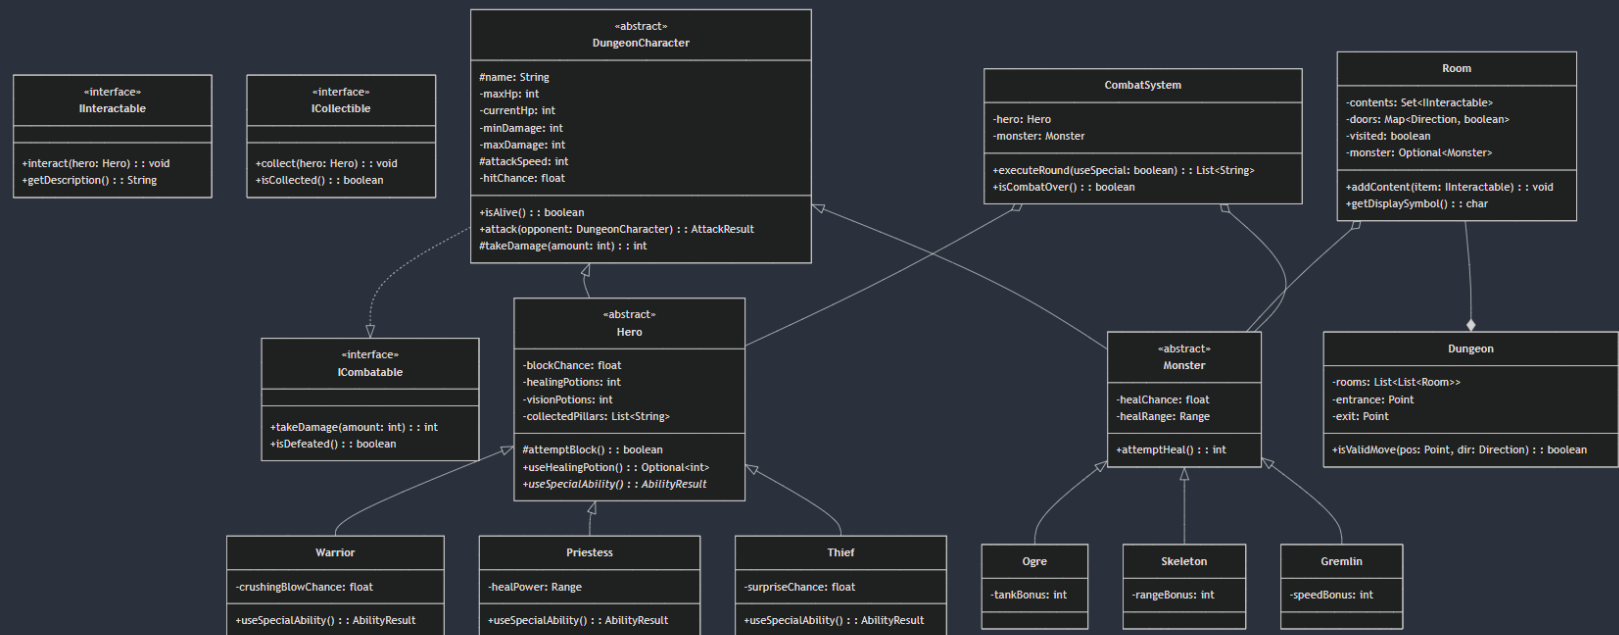 «interface»
IInteractable
+interact(hero: Hero) : : void
+getDescription() : : String
«interface»
ICollectible
+collect(hero: Hero) : : void
+isCollected() : : boolean
«abstract»
DungeonCharacter
#name: String
-maxHp: int
-currentHp: int
-minDamage: int
-maxDamage: int
#attackSpeed: int
-hitChance: float
+isAlive() : : boolean
+attack(opponent: DungeonCharacter) : : AttackResult
#takeDamage(amount: int) : : int
CombatSystem
-hero: Hero
-monster: Monster
+executeRound(useSpecial: boolean) : : List<String>
+isCombatOver() : : boolean
Room
-contents: Set<IInteractable>
-doors: Map<Direction, boolean>
-visited: boolean
-monster: Optional<Monster>
+addContent(item: IInteractable) : : void
+getDisplaySymbol() : : char
«interface»
ICombatable
+takeDamage(amount: int) : : int
+isDefeated() : : boolean
«abstract»
Hero
-blockChance: float
-healingPotions: int
-visionPotions: int
-collectedPillars: List<String>
#attemptBlock() : : boolean
+useHealingPotion() : : Optional<int>
+useSpecialAbility() : : AbilityResult
«abstract»
Monster
-healChance: float
-healRange: Range
+attemptHeal() : : int
Dungeon
-rooms: List<List<Room>>
-entrance: Point
-exit: Point
+isValidMove(pos: Point, dir: Direction) : : boolean
Warrior
-crushingBlowChance: float
+useSpecialAbility() : : AbilityResult
Priestess
-healPower: Range
+useSpecialAbility() : : AbilityResult
Thief
-surpriseChance: float
+useSpecialAbility() : : AbilityResult
Ogre
-tankBonus: int
Skeleton
-rangeBonus: int
Gremlin
-speedBonus: int